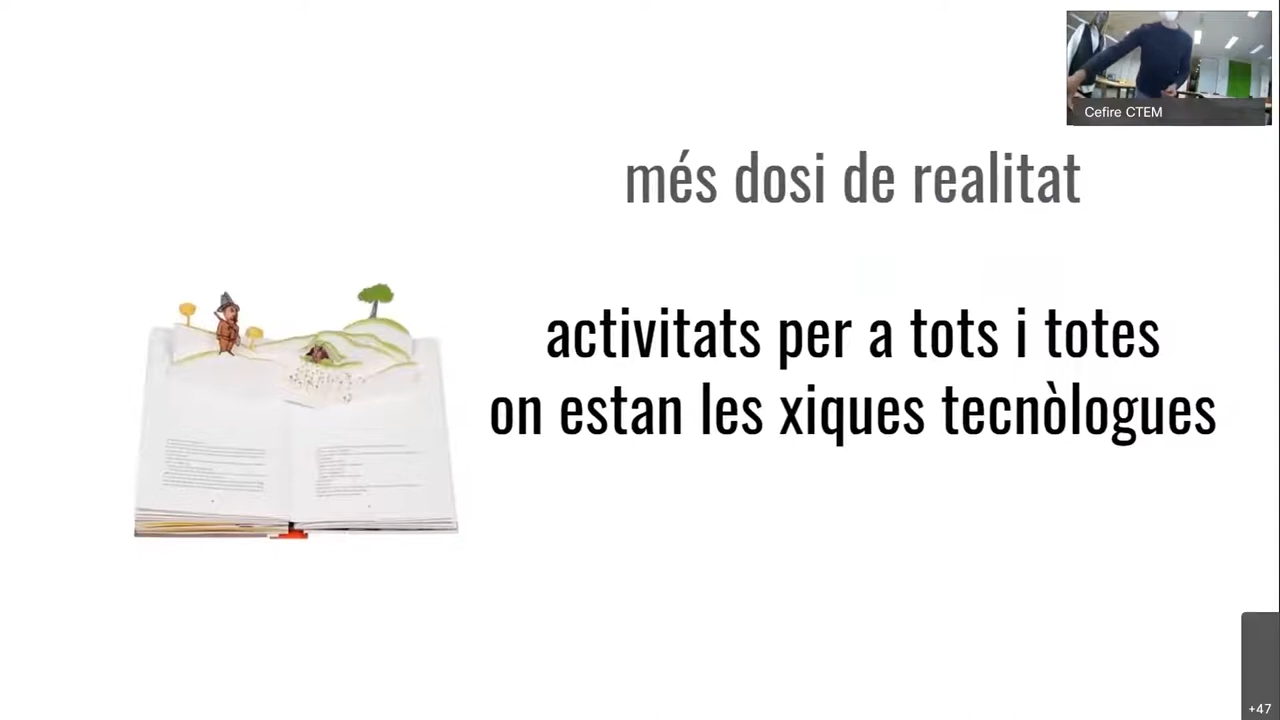 Cefire CTEM
més dosi de realitat
activitats per a tots i totes
on estan les xiques tecnòlogues
+47